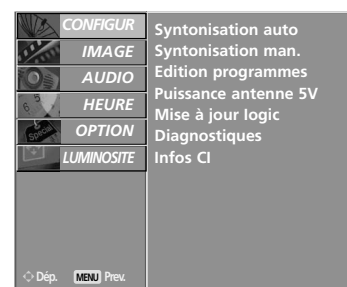 CONFIGUR
IMAGE
AUDIO
HEURE
OPTION
LUMINOSITE
Syntonisation auto
Syntonisation man.
Edition programmes
Puissance antenne 5V
Mise à jour logic
Diagnostiques
Infos CI
Dép. MENU Prev.